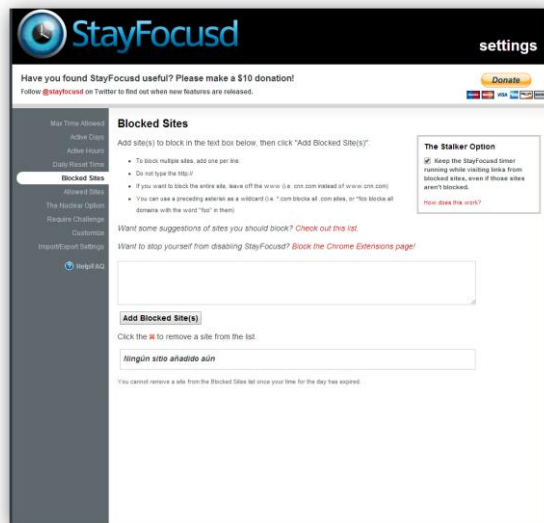 StayFocusd
settings
Have you found StayFocusd useful? Please make a $10 donation!
Follow @stayfocusd on Twitter to find out when new features are released.
Donate
VISA
Max Time Allowed
Active Days
Active Hours
Daily Reset Time
Blocked Sites
Allowed Sites
The Nuclear Option
Require Challenge
Customize
Import/Export Settings
Help/FAQ
Blocked Sites
Add site(s) to block in the text box below, then click "Add Blocked Site(s)".
To block multiple sites, add one per line.
Do not type the http://
If you want to block the entire site, leave off the www (i.e. cnn.com instead of www.cnn.com)
You can use a preceding asterisk as a wildcard (i.e. *.com blocks all .com sites, or *foo blocks all
domains with the word "foo" in them)
The Stalker Option
Keep the StayFocusd timer
running while visiting links from
blocked sites, even if those sites
aren't blocked.
How does this work?
Want some suggestions of sites you should block? Check out this list.
Want to stop yourself from disabling StayFocusd? Block the Chrome Extensions page!
Add Blocked Site(s)
Click the ✖ to remove a site from the list.
Ningún sitio añadido aún
You cannot remove a site from the Blocked Sites list once your time for the day has expired.